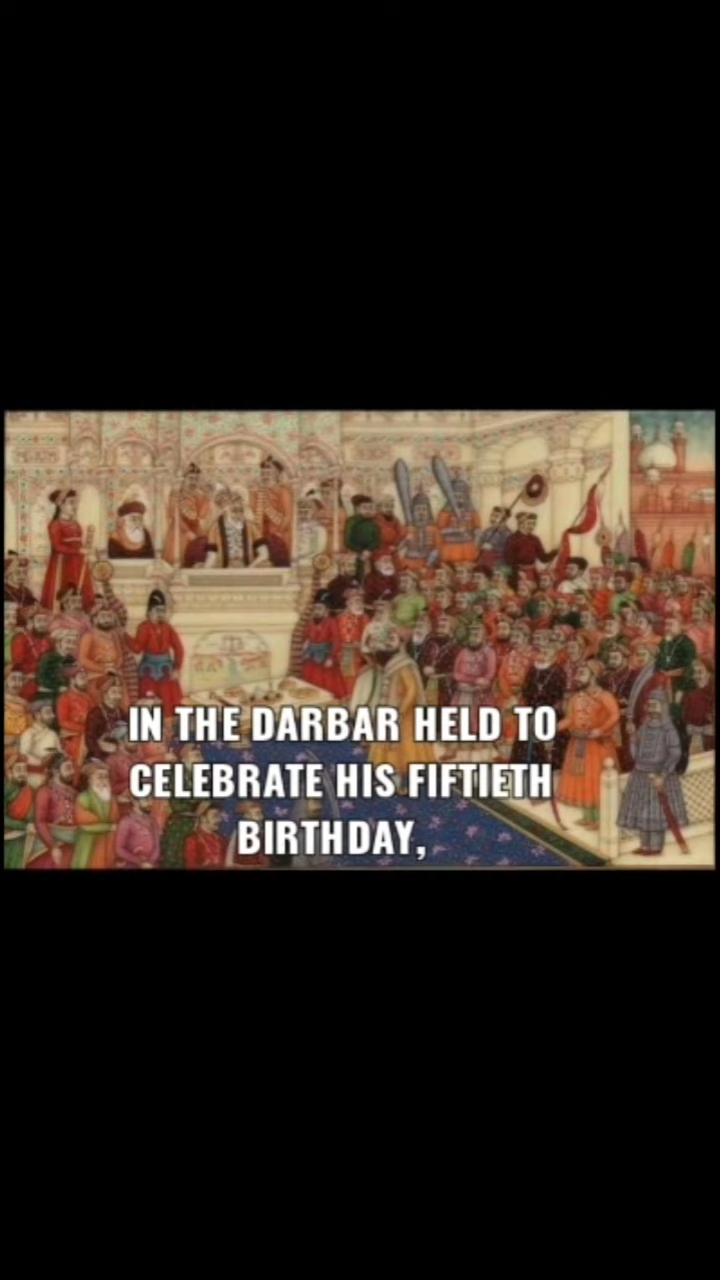 IN THE DARBAR HELD TO
CELEBRATE HIS FIFTIETH
BIRTHDAY,